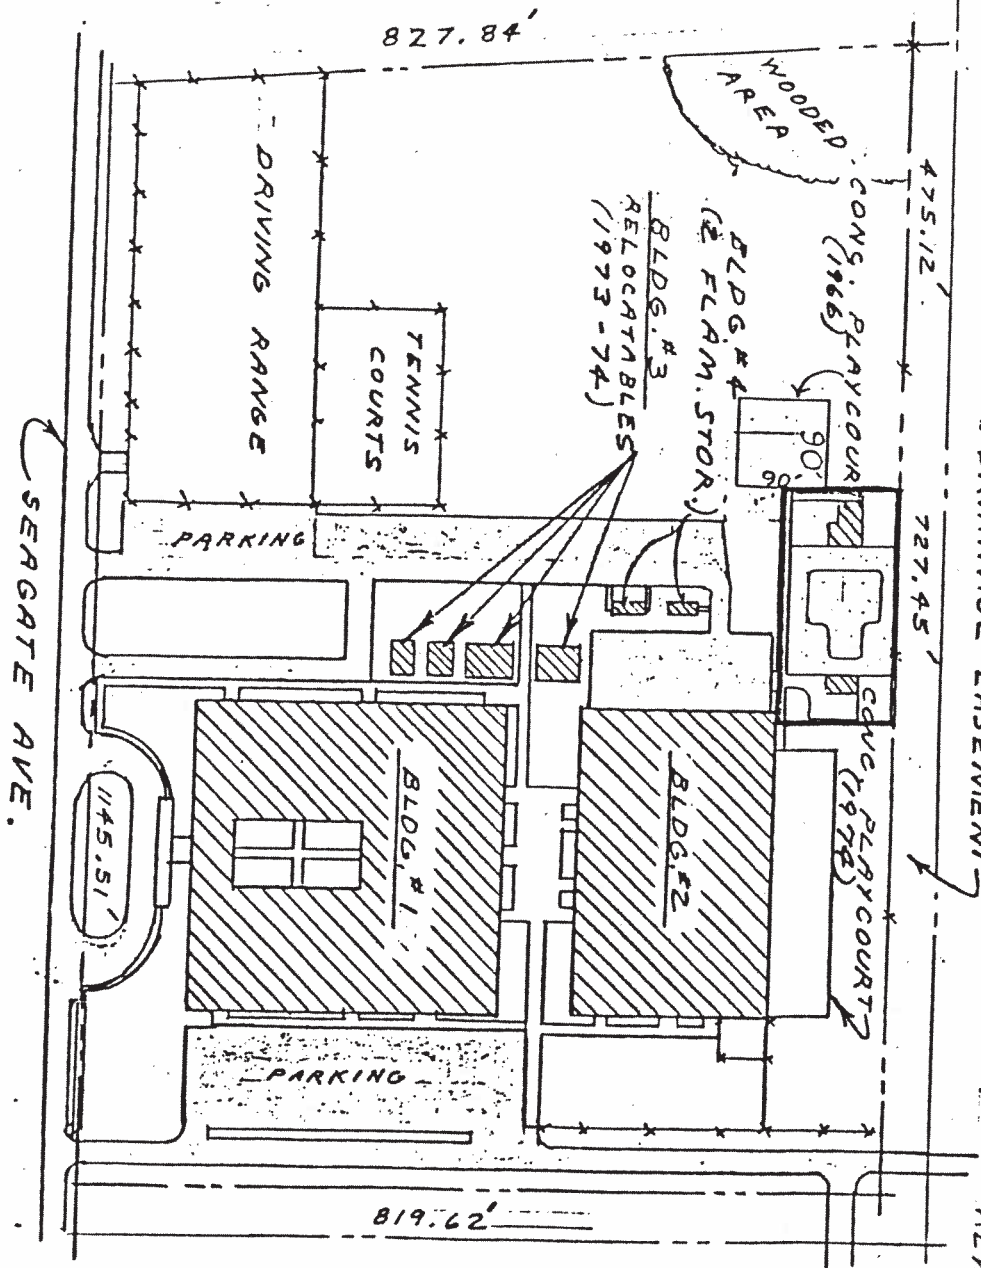 827.84'
WOODED
AREA
475.12'
DRIVING RANGE
TENNIS
COURTS
BLDG. #3
RELOCATABLES
(1973-74)
BLDG #4
(2 FLAM. STOR.)
CONC. PLAYCOUR
(1966)
90'
90'
727.45'
EASEMENT
PARKING
SEAGATE AVE.
1145.51'
BLDG. #1
BLDG. #2
CONC. PLAYCOURT
PARKING
819.62'